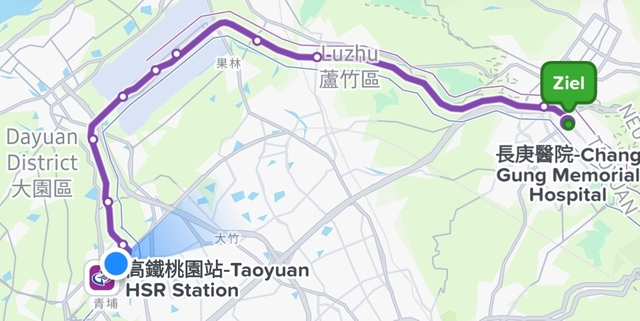 Ziel
果林
Luzhu
蘆竹區
Dayuan
District
大園區
長庚醫院-Chang
Gung Memorial
Hospital
大竹
高鐵桃園站-Taoyuan
HSR Station
青埔